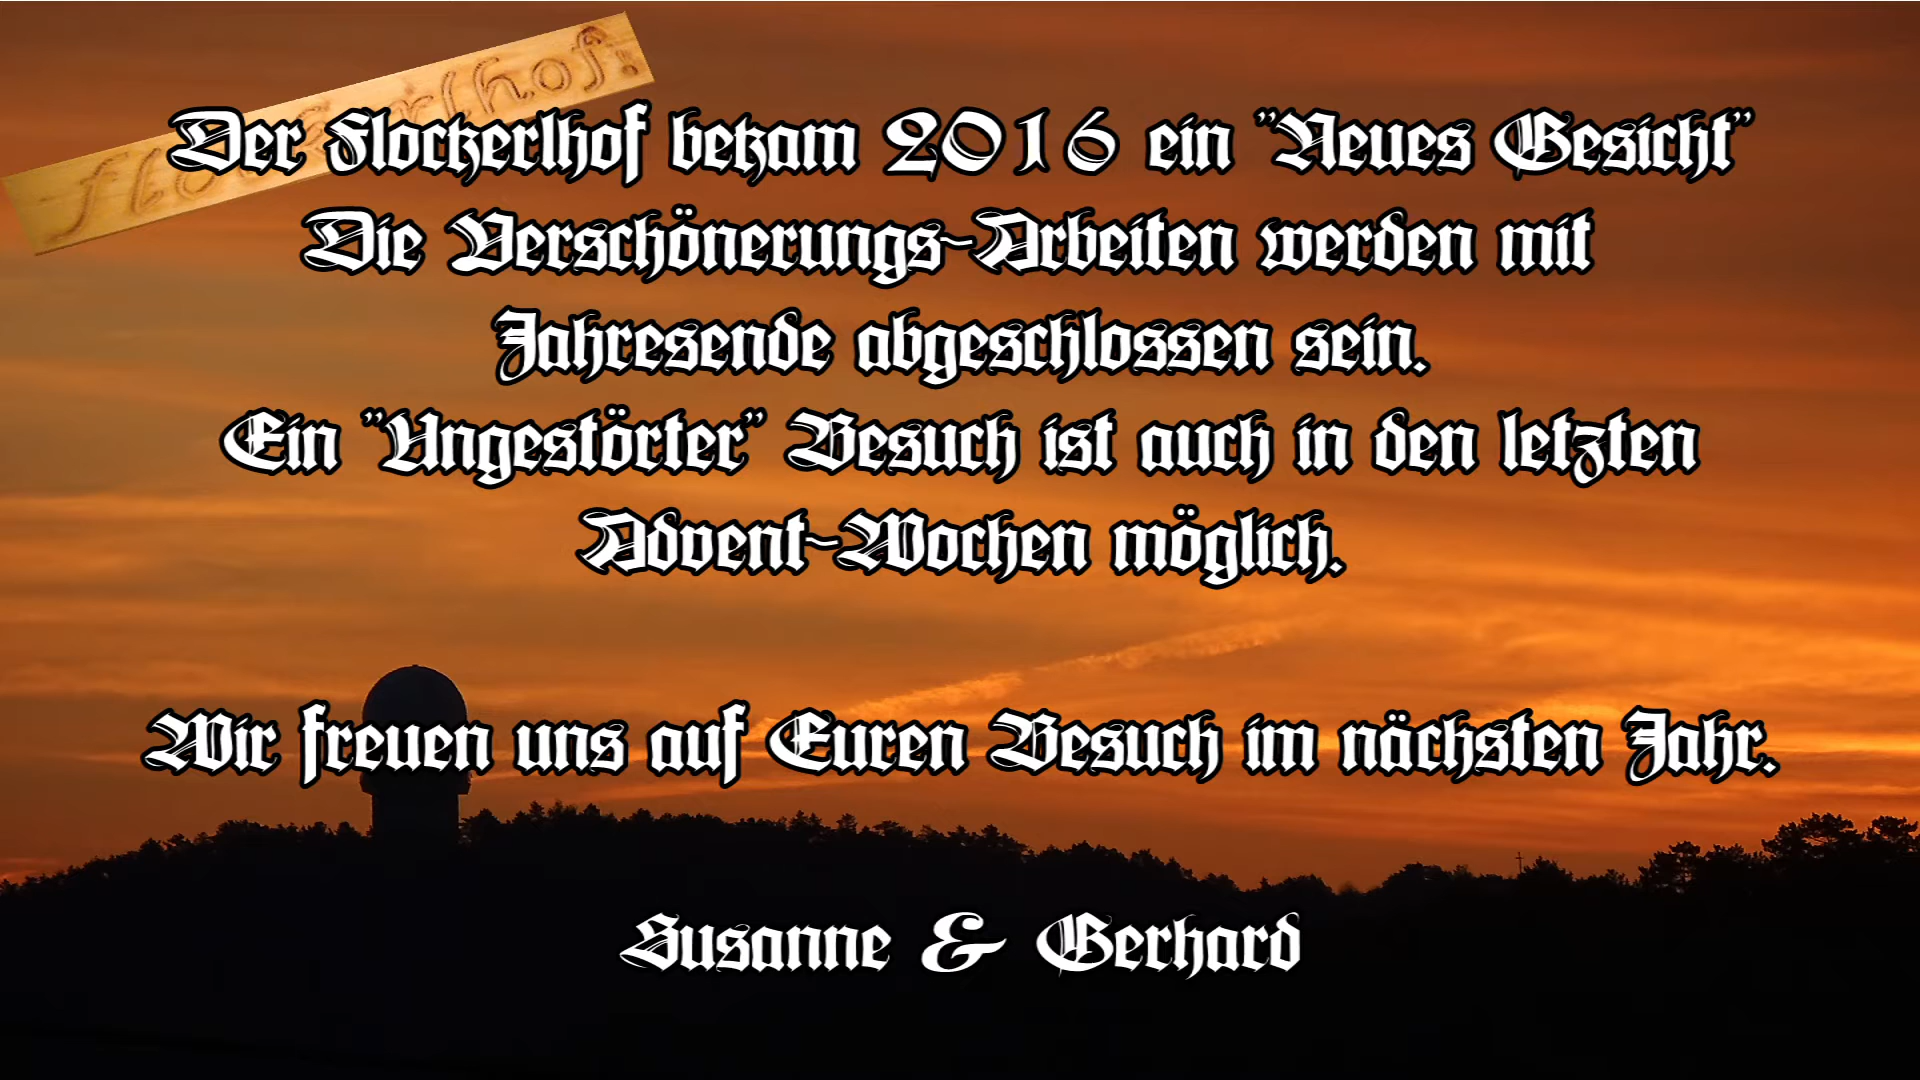 flockerlhof!
Der Flockerlhof bekam 2016 ein "Neues Gesicht"
Die Verschönerungs-Arbeiten werden mit
Jahresende abgeschlossen sein.
Ein "Ungestörter" Besuch ist auch in den letzten
Advent-Wochen möglich.
Wir freuen uns auf Euren Besuch im nächsten Jahr.
Susanne & Gerhard